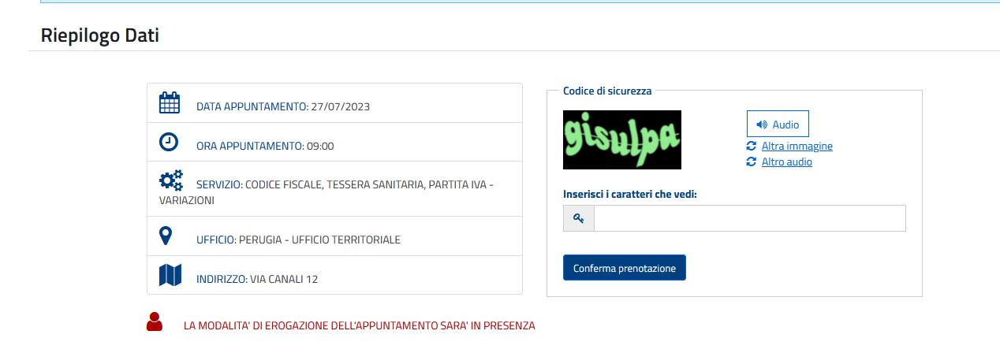 Riepilogo Dati
DATA APPUNTAMENTO: 27/07/2023
ORA APPUNTAMENTO: 09:00
SERVIZIO: CODICE FISCALE, TESSERA SANITARIA, PARTITA IVA -
VARIAZIONI
UFFICIO: PERUGIA - UFFICIO TERRITORIALE
INDIRIZZO: VIA CANALI 12
LA MODALITA' DI EROGAZIONE DELL'APPUNTAMENTO SARA' IN PRESENZA
Codice di sicurezza
gisulpa
Audio
Altra immagine
Altro audio
Inserisci i caratteri che vedi:
Conferma prenotazione